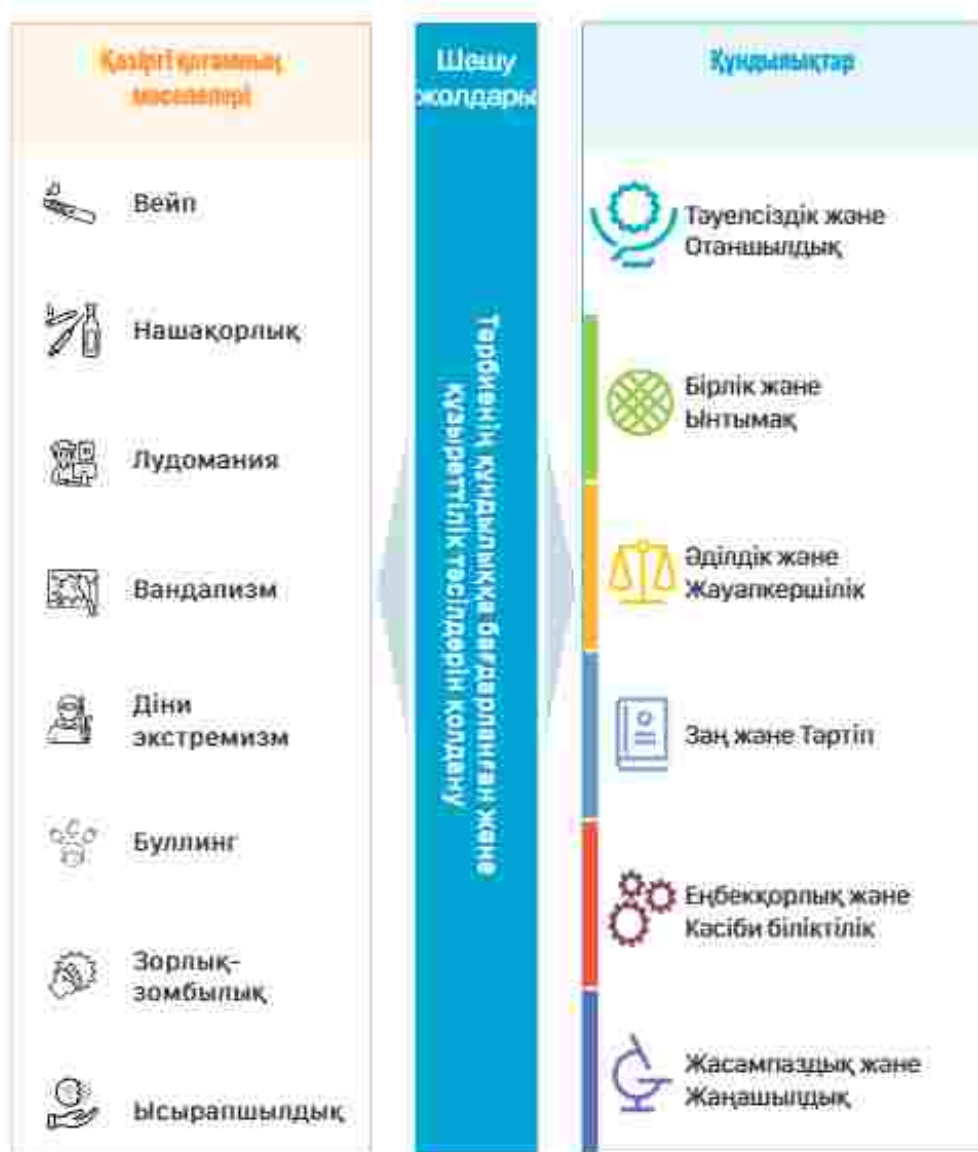 Қазіргі қоғамның
мәселелері
Вейп
Нашақорлық
Лудомания
Вандализм
Діни
экстремизм
Буллинг
Зорлық-
зомбылық
Ысырапшылдық
Шешу
жолдары
Тәрбиенің құндылыққа бағдарланған және
құзыреттілік тәсілдерін қолдану
Құндылықтар
Тәуелсіздік және
Отаншылдық
Бірлік және
Ынтымақ
Әділдік және
Жауапкершілік
Заң және Тәртіп
Еңбекқорлық және
Кәсіби біліктілік
Жасампаздық және
Жаңашылдық